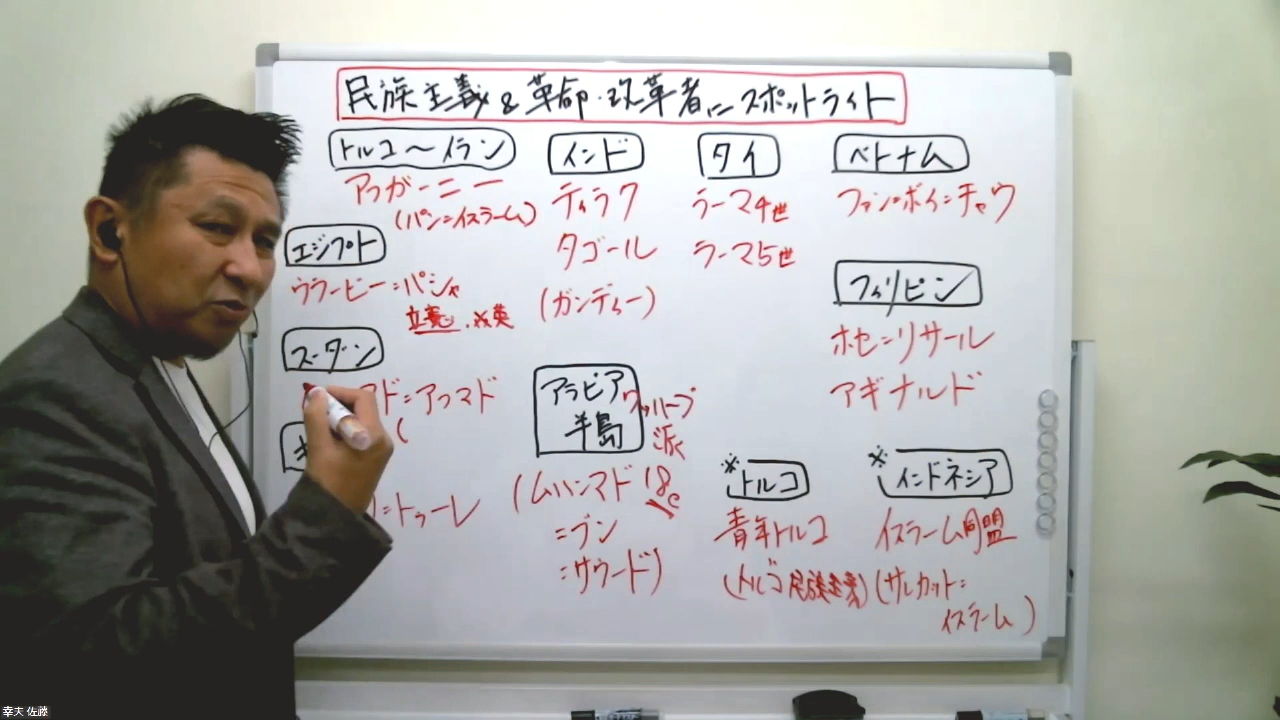 民族主義&革命・改革者にスポットライト
トルコ〜イラン
アフガーニー
(パン=イスラーム)
エジプト
ウラービー=パシャ
立憲、反英
スーダン
アド=アフマド
(
=トゥーレ
インド
ティラク
タゴール
(ガンディー)
アラビア
半島
ワッハーブ
派
(ムハンマド 18c
=ブン
=サウード)
タイ
ラーマ4世
ラーマ5世
ベトナム
ファン=ボイ=チャウ
フィリピン
ホセ=リサール
アギナルド
※トルコ
青年トルコ
(トルコ民族主義)
※インドネシア
イスラーム同盟
(サレカット=
イスラーム)
幸夫 佐藤